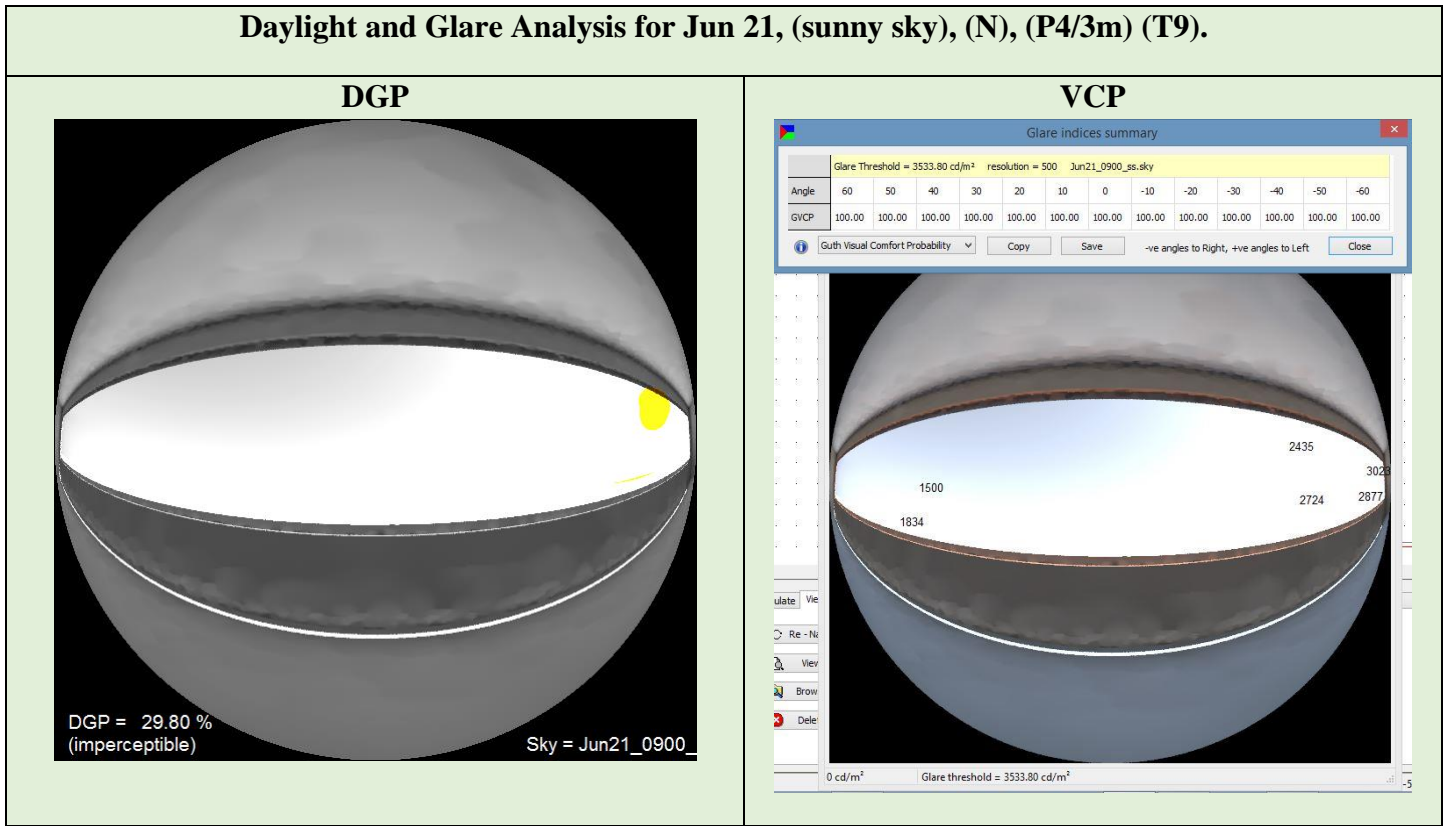 Daylight and Glare Analysis for Jun 21, (sunny sky), (N), (P4/3m) (T9).
DGP
DGP = 29.80 %
(imperceptible)
Sky = Jun21_0900_
VCP
Glare indices summary
Glare Threshold = 3533.80 cd/m² resolution = 500 Jun21_0900_ss.sky
Angle 60 50 40 30 20 10 0 -10 -20 -30 -40 -50 -60
GVCP 100.00 100.00 100.00 100.00 100.00 100.00 100.00 100.00 100.00 100.00 100.00 100.00 100.00
Guth Visual Comfort Probability Copy Save -ve angles to Right, +ve angles to Left Close
2435
3023
1500
2877
2724
1834
ulate Vie
Re - Na
View
Brow
Delet
0 cd/m² Glare threshold = 3533.80 cd/m²
-5